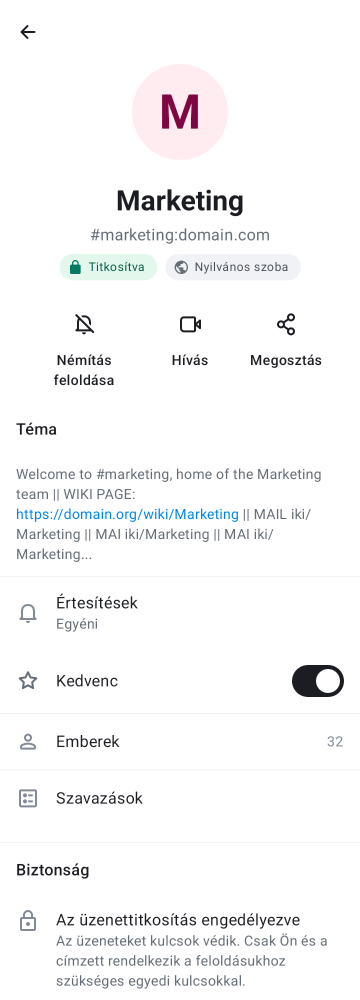 M
Marketing
#marketing:domain.com
Titkosítva
Nyilvános szoba
Némítás
feloldása
Hívás
Megosztás
Téma
Welcome to #marketing, home of the Marketing
team || WIKI PAGE:
https://domain.org/wiki/Marketing || MAIL iki/
Marketing || MAI iki/Marketing || MAI iki/
Marketing...
Értesítések
Egyéni
Kedvenc
Emberek
32
Szavazások
Biztonság
Az üzenettitkosítás engedélyezve
Az üzeneteket kulcsok védik. Csak Ön és a
címzett rendelkezik a feloldásukhoz
szükséges egyedi kulcsokkal.